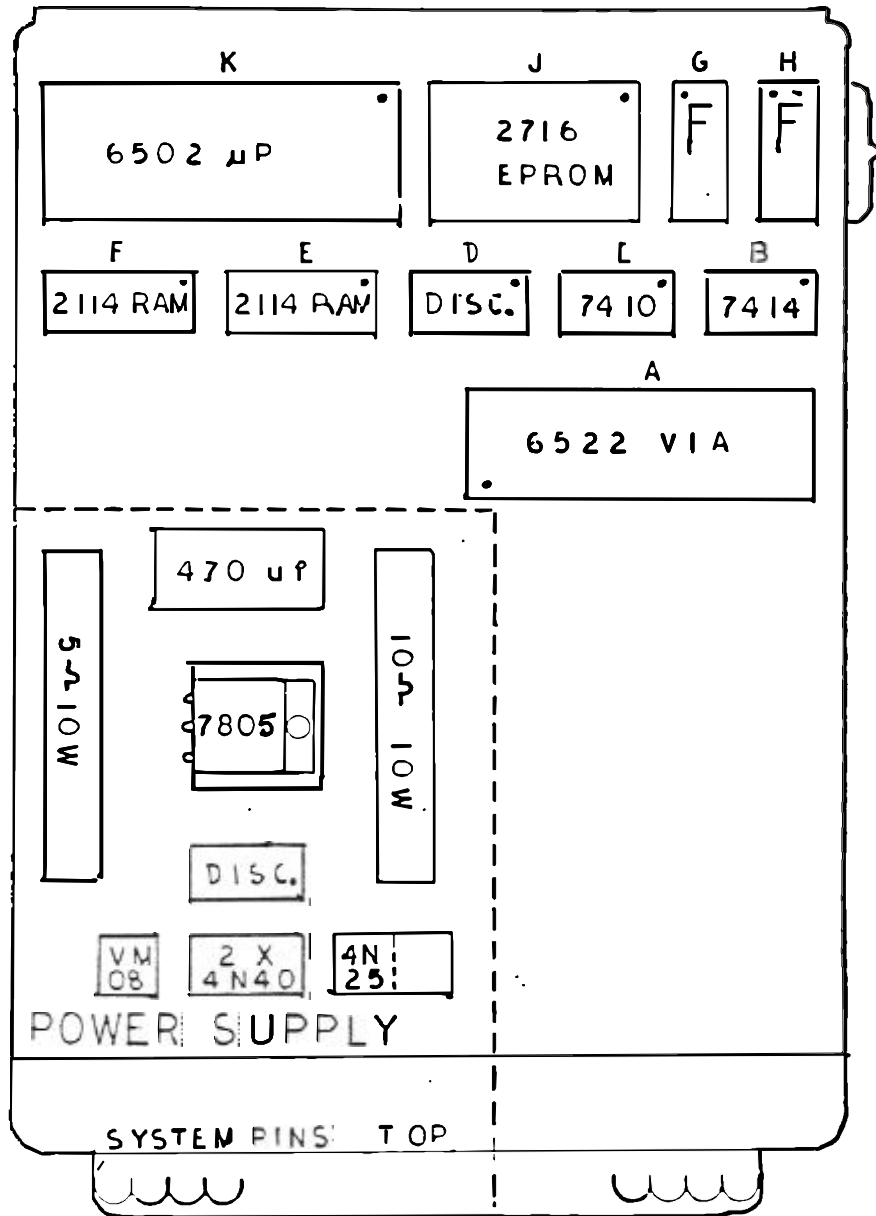 K J G H
6502 µP
2716
EPROM
F
F
F E D C B
2114 RAM
2114 RAM
DISC.
7410
7414
A
6522 VIA
470 uf
5Ω 10W
7805
10Ω 10W
DISC.
VM
08
2 X
4N40
4N
25
POWER SUPPLY
SYSTEM PINS TOP